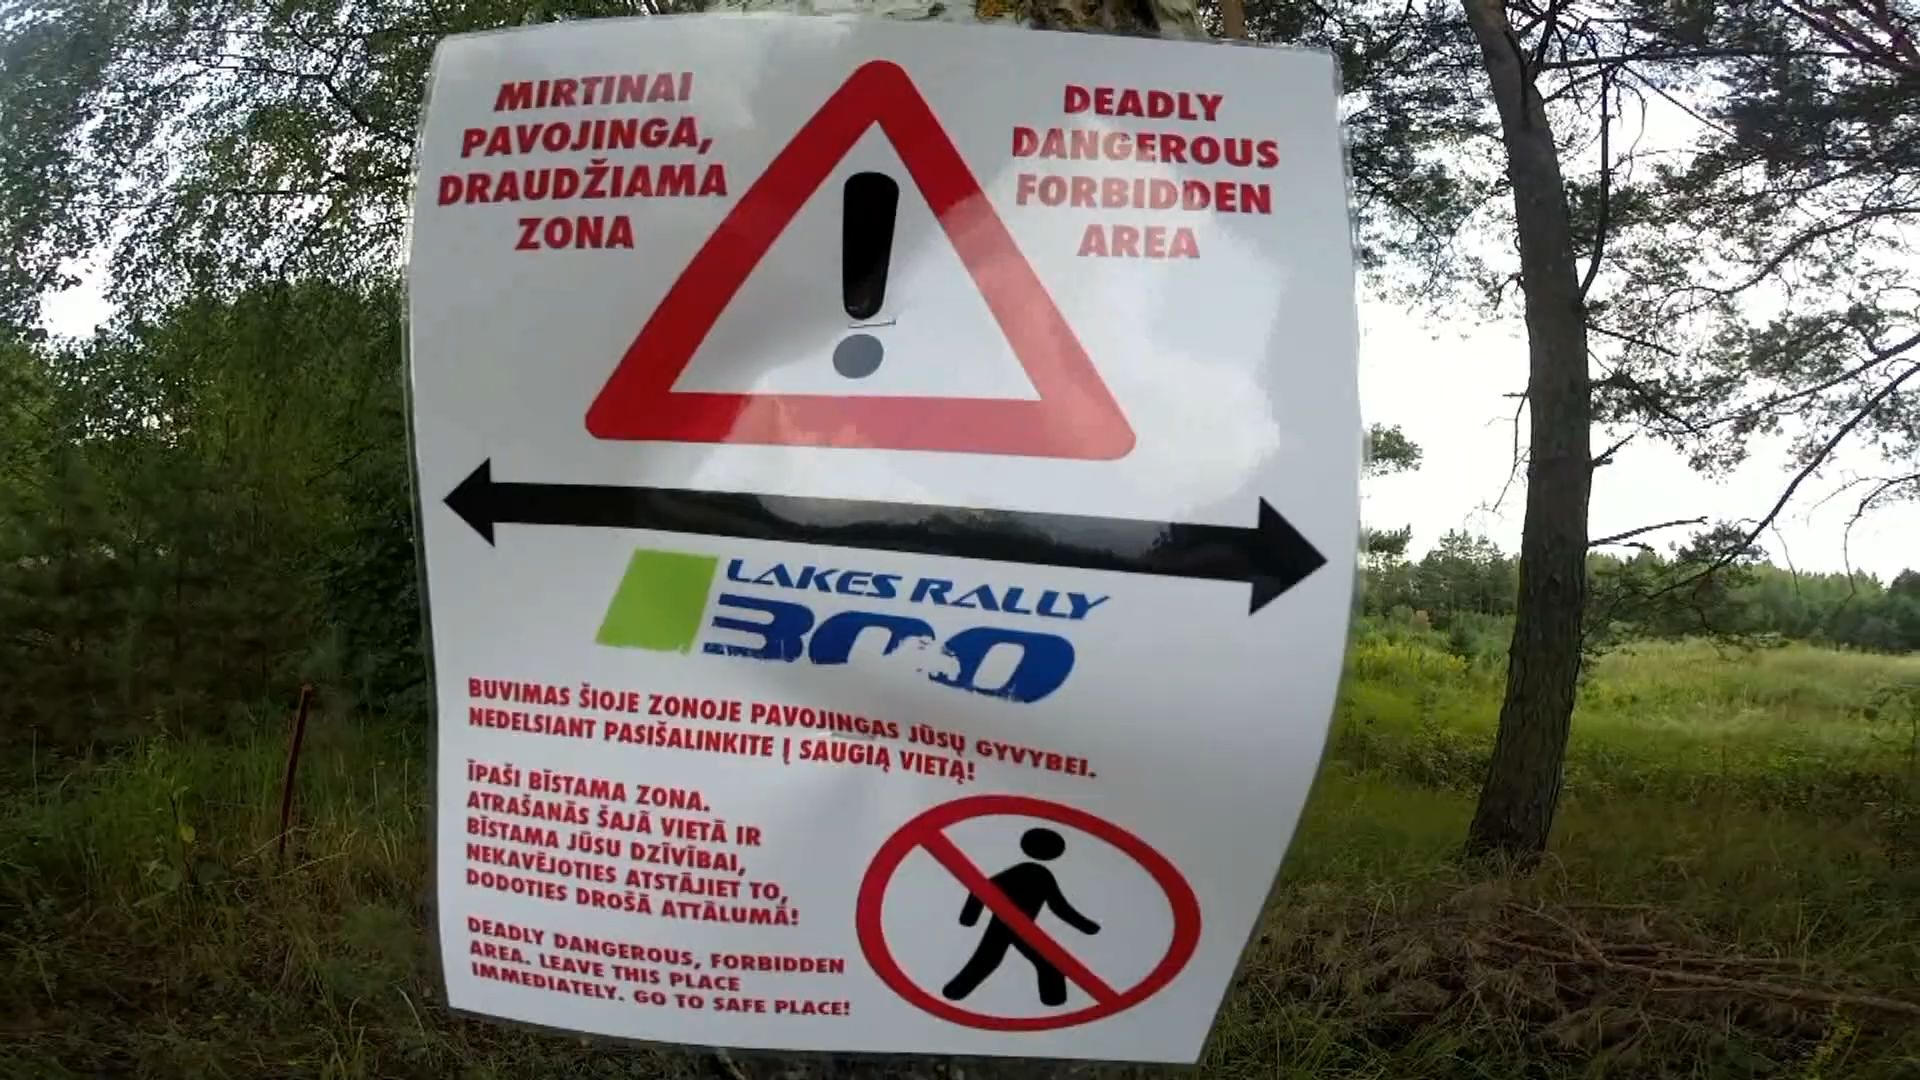 MIRTINAI
PAVOJINGA,
DRAUDŽIAMA
ZONA
DEADLY
DANGEROUS
FORBIDDEN
AREA
LAKES RALLY
300
BUVIMAS ŠIOJE ZONOJE PAVOJINGAS JŪSŲ GYVYBEI.
NEDELSIANT PASIŠALINKITE Į SAUGIĄ VIETĄ!
ĪPAŠI BĪSTAMA ZONA.
ATRAŠANĀS ŠAJĀ VIETĀ IR
BĪSTAMA JŪSU DZĪVĪBAI,
NEKAVĒJOTIES ATSTĀJIET TO,
DODOTIES DROŠĀ ATTĀLUMĀ!
DEADLY DANGEROUS, FORBIDDEN
AREA. LEAVE THIS PLACE
IMMEDIATELY. GO TO SAFE PLACE!